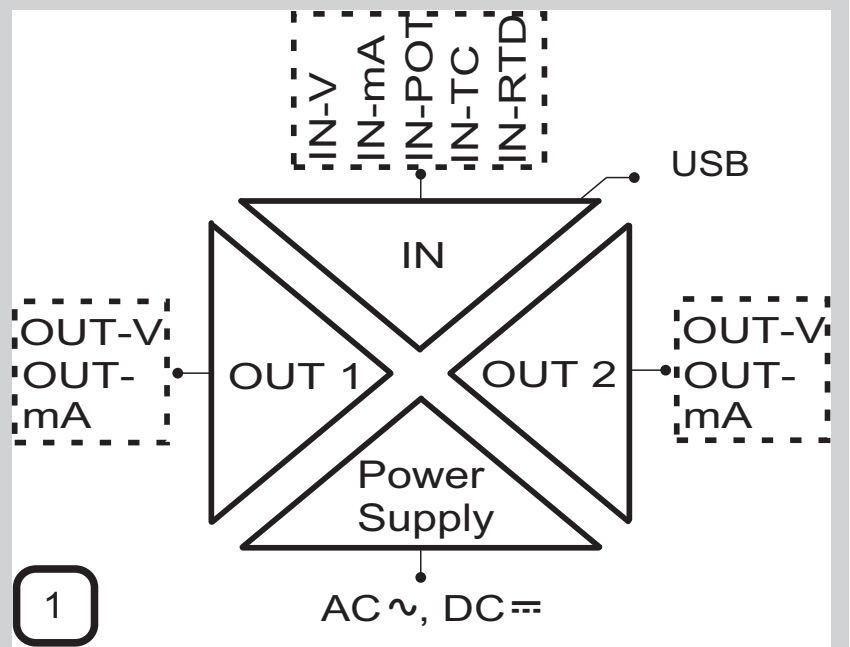 IN-V
IN-mA
IN-POT
IN-TC
IN-RTD
USB
IN
OUT-V
OUT-
mA
OUT 1
OUT 2
OUT-V
OUT-
mA
Power
Supply
AC ∿, DC ⎓
1